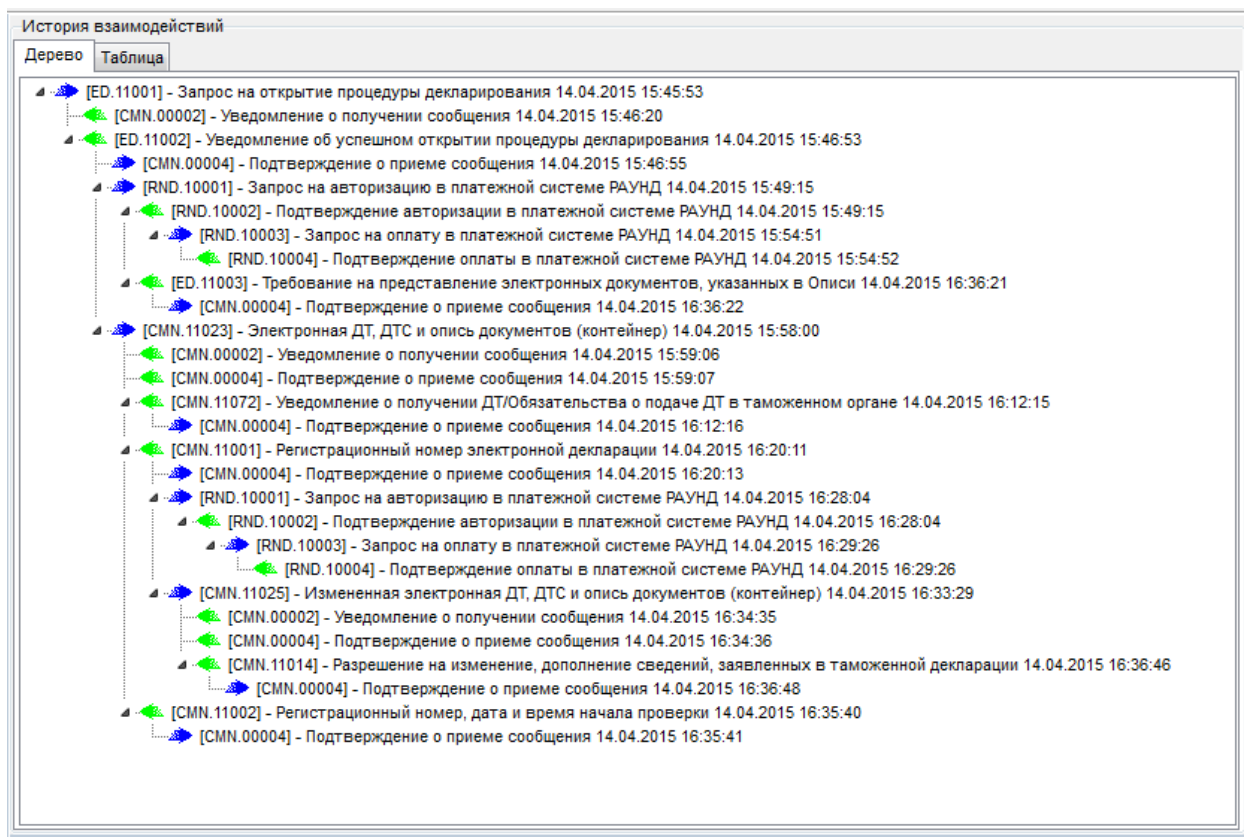 История взаимодействий
Дерево Таблица
[ED.11001] - Запрос на открытие процедуры декларирования 14.04.2015 15:45:53
[CMN.00002] - Уведомление о получении сообщения 14.04.2015 15:46:20
[ED.11002] - Уведомление об успешном открытии процедуры декларирования 14.04.2015 15:46:53
[CMN.00004] - Подтверждение о приеме сообщения 14.04.2015 15:46:55
[RND.10001] - Запрос на авторизацию в платежной системе РАУНД 14.04.2015 15:49:15
[RND.10002] - Подтверждение авторизации в платежной системе РАУНД 14.04.2015 15:49:15
[RND.10003] - Запрос на оплату в платежной системе РАУНД 14.04.2015 15:54:51
[RND.10004] - Подтверждение оплаты в платежной системе РАУНД 14.04.2015 15:54:52
[ED.11003] - Требование на представление электронных документов, указанных в Описи 14.04.2015 16:36:21
[CMN.00004] - Подтверждение о приеме сообщения 14.04.2015 16:36:22
[CMN.11023] - Электронная ДТ, ДТС и опись документов (контейнер) 14.04.2015 15:58:00
[CMN.00002] - Уведомление о получении сообщения 14.04.2015 15:59:06
[CMN.00004] - Подтверждение о приеме сообщения 14.04.2015 15:59:07
[CMN.11072] - Уведомление о получении ДТ/Обязательства о подаче ДТ в таможенном органе 14.04.2015 16:12:15
[CMN.00004] - Подтверждение о приеме сообщения 14.04.2015 16:12:16
[CMN.11001] - Регистрационный номер электронной декларации 14.04.2015 16:20:11
[CMN.00004] - Подтверждение о приеме сообщения 14.04.2015 16:20:13
[RND.10001] - Запрос на авторизацию в платежной системе РАУНД 14.04.2015 16:28:04
[RND.10002] - Подтверждение авторизации в платежной системе РАУНД 14.04.2015 16:28:04
[RND.10003] - Запрос на оплату в платежной системе РАУНД 14.04.2015 16:29:26
[RND.10004] - Подтверждение оплаты в платежной системе РАУНД 14.04.2015 16:29:26
[CMN.11025] - Измененная электронная ДТ, ДТС и опись документов (контейнер) 14.04.2015 16:33:29
[CMN.00002] - Уведомление о получении сообщения 14.04.2015 16:34:35
[CMN.00004] - Подтверждение о приеме сообщения 14.04.2015 16:34:36
[CMN.11014] - Разрешение на изменение, дополнение сведений, заявленных в таможенной декларации 14.04.2015 16:36:46
[CMN.00004] - Подтверждение о приеме сообщения 14.04.2015 16:36:48
[CMN.11002] - Регистрационный номер, дата и время начала проверки 14.04.2015 16:35:40
[CMN.00004] - Подтверждение о приеме сообщения 14.04.2015 16:35:41